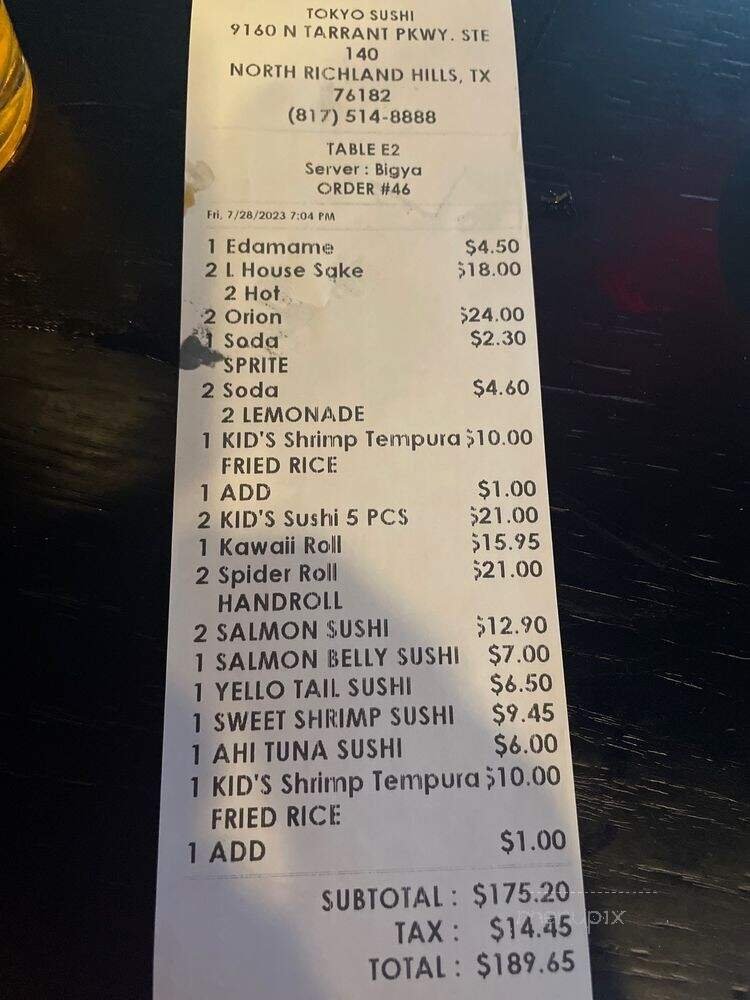 TOKYO SUSHI
9160 N TARRANT PKWY. STE
140
NORTH RICHLAND HILLS, TX
76182
(817) 514-8888
TABLE E2
Server : Bigya
ORDER #46
Fri, 7/28/2023 7:04 PM
1 Edamame $4.50
2 L House Sake $18.00
2 Hot
2 Orion $24.00
1 Soda $2.30
SPRITE
2 Soda $4.60
2 LEMONADE
1 KID'S Shrimp Tempura $10.00
FRIED RICE
1 ADD $1.00
2 KID'S Sushi 5 PCS $21.00
1 Kawaii Roll $15.95
2 Spider Roll $21.00
HANDROLL
2 SALMON SUSHI $12.90
1 SALMON BELLY SUSHI $7.00
1 YELLO TAIL SUSHI $6.50
1 SWEET SHRIMP SUSHI $9.45
1 AHI TUNA SUSHI $6.00
1 KID'S Shrimp Tempura $10.00
FRIED RICE
1 ADD $1.00
SUBTOTAL : $175.20
menupix
TAX : $14.45
TOTAL : $189.65